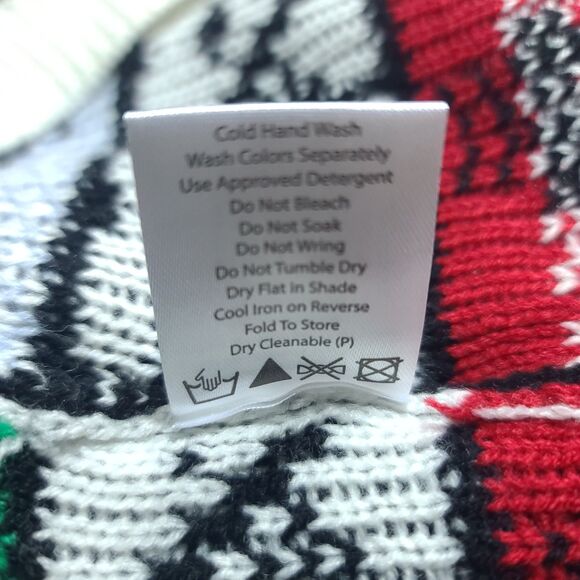 Cold Hand Wash
Wash Colors Separately
Use Approved Detergent
Do Not Bleach
Do Not Soak
Do Not Wring
Do Not Tumble Dry
Dry Flat in Shade
Cool Iron on Reverse
Fold To Store
Dry Cleanable (P)